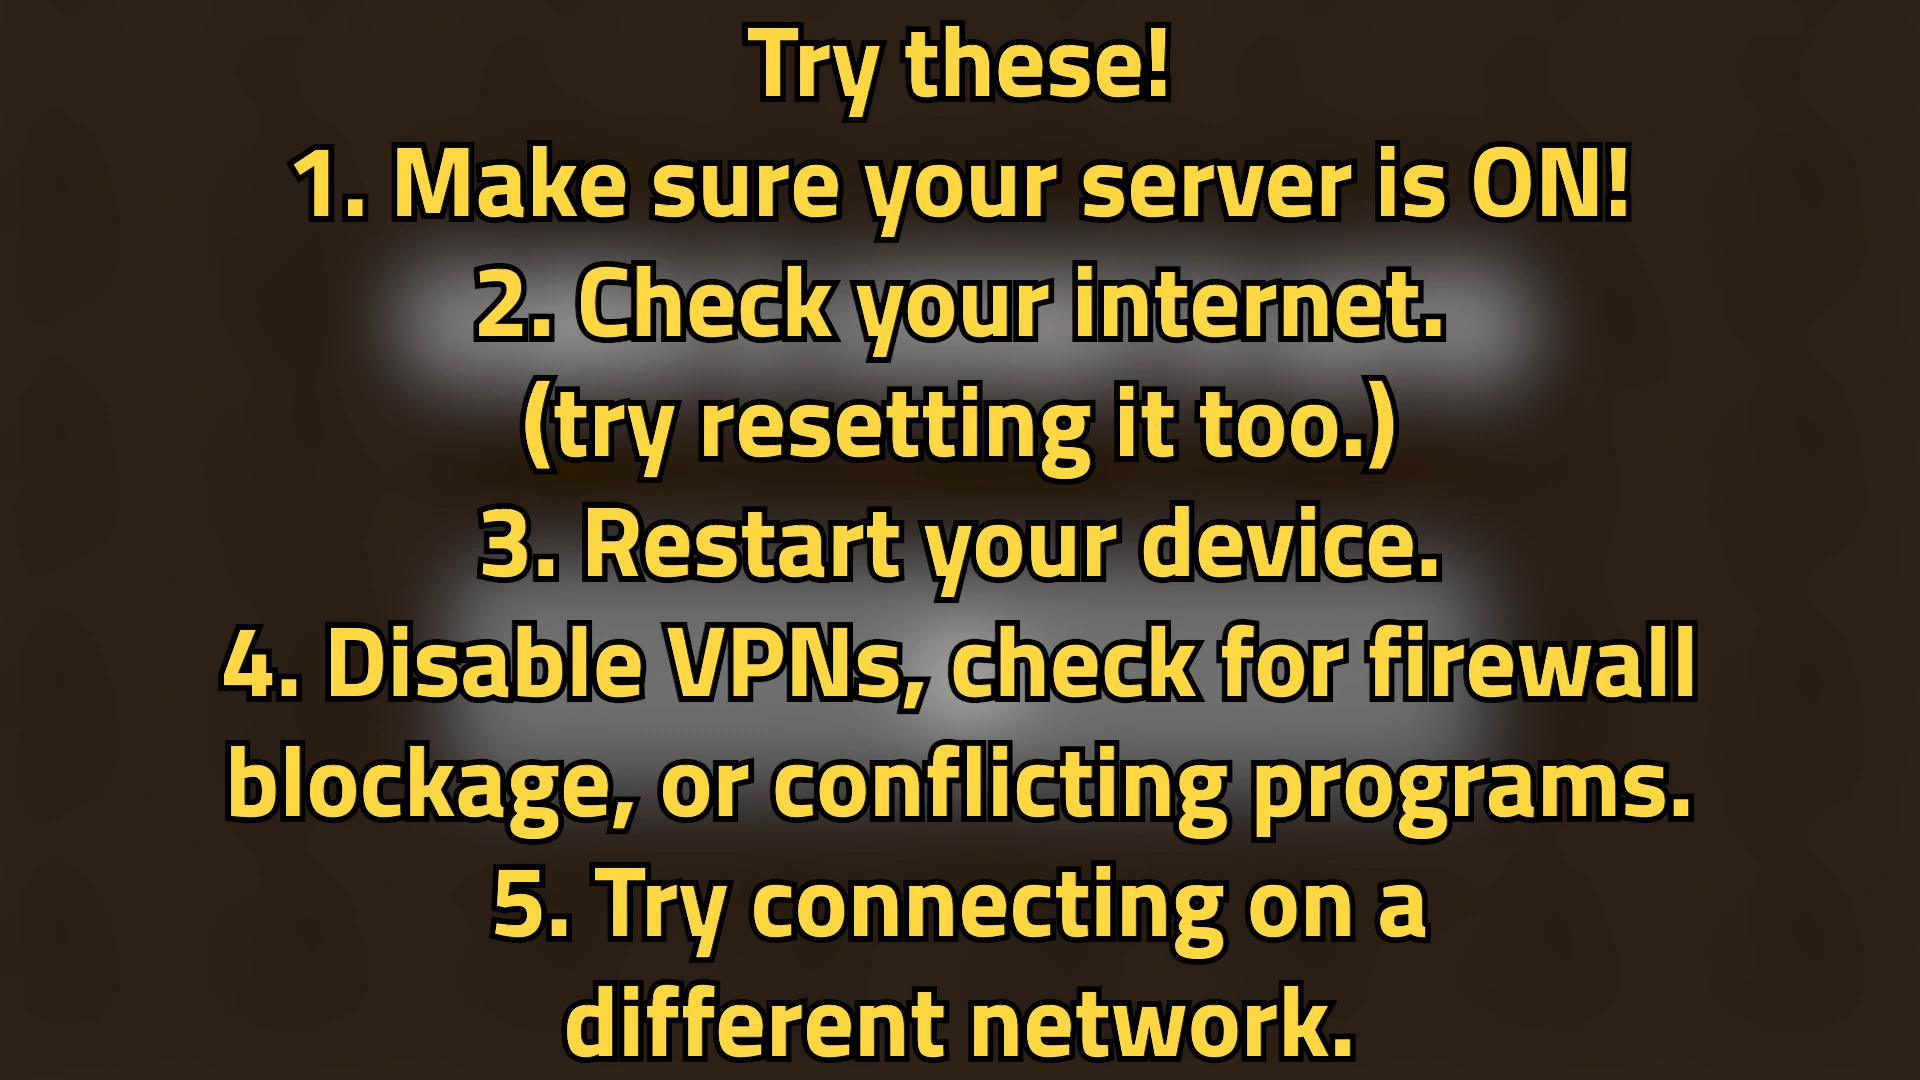 Try these!
1. Make sure your server is ON!
2. Check your internet.
(try resetting it too.)
3. Restart your device.
4. Disable VPNs, check for firewall
blockage, or conflicting programs.
5. Try connecting on a
different network.